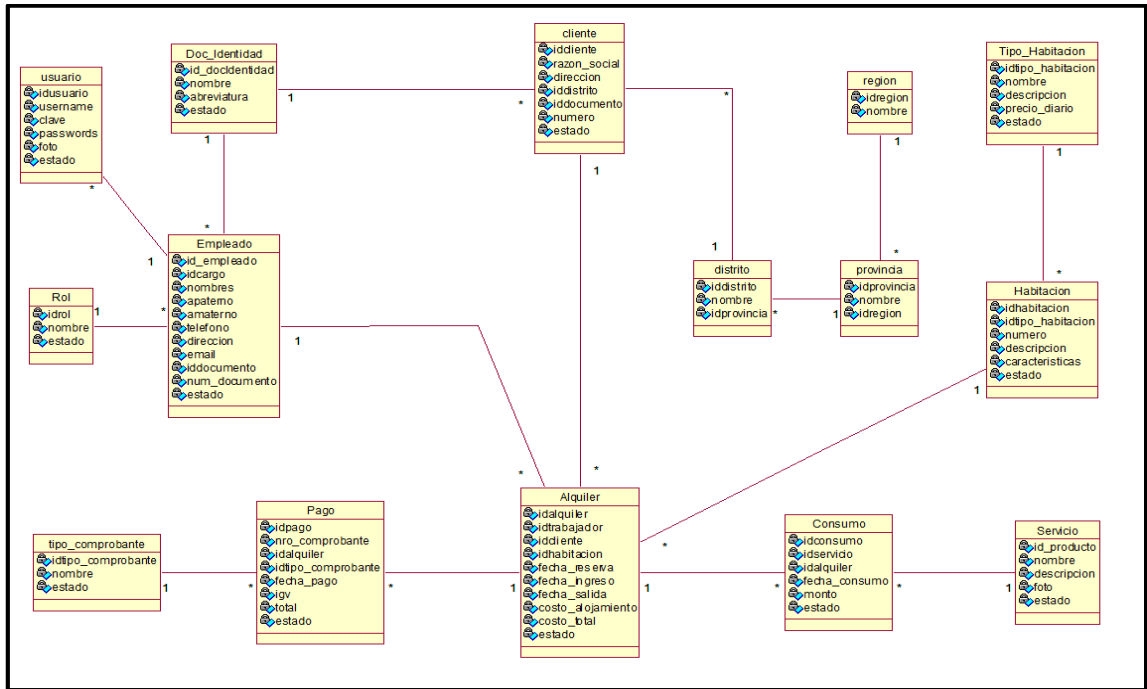 usuario
idusuario
username
clave
passwords
foto
estado
*
Doc_Identidad
id_docIdentidad
nombre
abreviatura
estado
1
1
cliente
idcliente
razon_social
direccion
iddistrito
iddocumento
numero
estado
*
*
1
region
idregion
nombre
1
Tipo_Habitacion
idtipo_habitacion
nombre
descripcion
precio_diario
estado
1
Rol
idrol
nombre
estado
1
*
*
1
Empleado
id_empleado
idcargo
nombres
apaterno
amaterno
telefono
direccion
email
iddocumento
num_documento
estado
1
1
distrito
iddistrito
nombre
idprovincia
*
*
provincia
idprovincia
nombre
idregion
1
*
Habitacion
idhabitacion
idtipo_habitacion
numero
descripcion
caracteristicas
estado
1
tipo_comprobante
idtipo_comprobante
nombre
estado
1
Pago
idpago
nro_comprobante
idalquiler
idtipo_comprobante
fecha_pago
igv
total
estado
*
*
*
*
Alquiler
idalquiler
idtrabajador
idcliente
idhabitacion
fecha_reserva
fecha_ingreso
fecha_salida
costo_alojamiento
costo_total
estado
1
*
1
Consumo
idconsumo
idservicio
idalquiler
fecha_consumo
monto
estado
*
*
Servicio
id_producto
nombre
descripcion
foto
estado
1